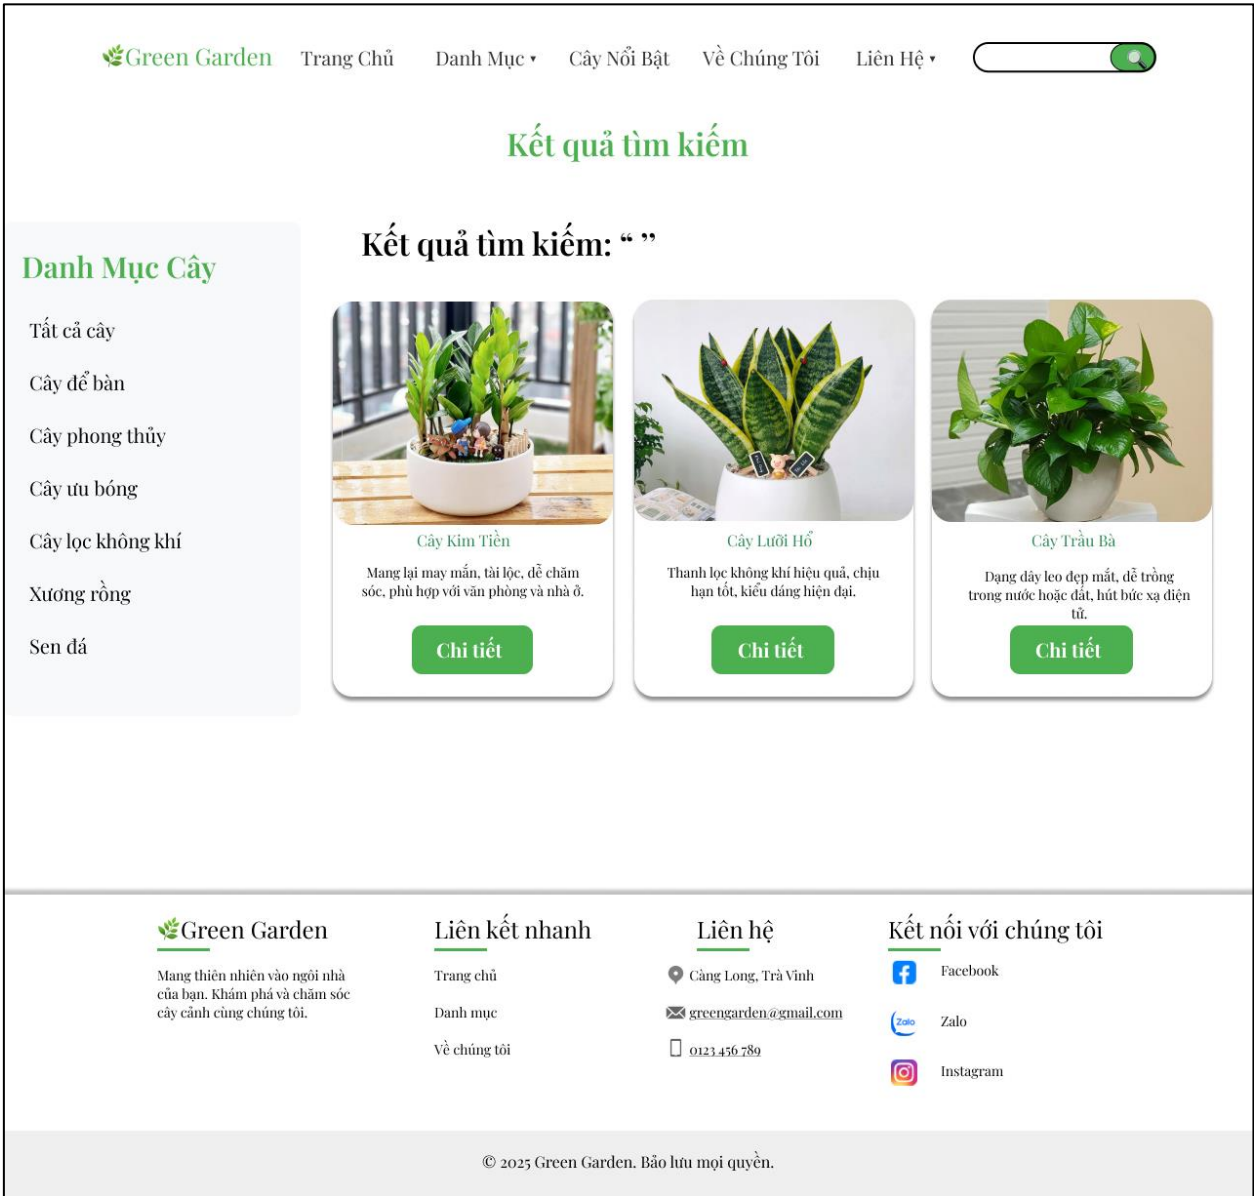 Green Garden Trang Chủ Danh Mục ▾ Cây Nổi Bật Về Chúng Tôi Liên Hệ ▾
Kết quả tìm kiếm
Danh Mục Cây
Tất cả cây
Cây để bàn
Cây phong thủy
Cây ưu bóng
Cây lọc không khí
Xương rồng
Sen đá
Kết quả tìm kiếm: “ ”
Cây Kim Tiền
Mang lại may mắn, tài lộc, dễ chăm
sóc, phù hợp với văn phòng và nhà ở.
Chi tiết
Cây Lưỡi Hổ
Thanh lọc không khí hiệu quả, chịu
hạn tốt, kiểu dáng hiện đại.
Chi tiết
Cây Trầu Bà
Dạng dây leo đẹp mắt, dễ trồng
trong nước hoặc đất, hút bức xạ điện
tử.
Chi tiết
Green Garden
Mang thiên nhiên vào ngôi nhà
của bạn. Khám phá và chăm sóc
cây cảnh cùng chúng tôi.
Liên kết nhanh
Trang chủ
Danh mục
Về chúng tôi
Liên hệ
Càng Long, Trà Vinh
greengarden@gmail.com
0123 456 789
Kết nối với chúng tôi
Facebook
Zalo
Zalo
Instagram
© 2025 Green Garden. Bảo lưu mọi quyền.